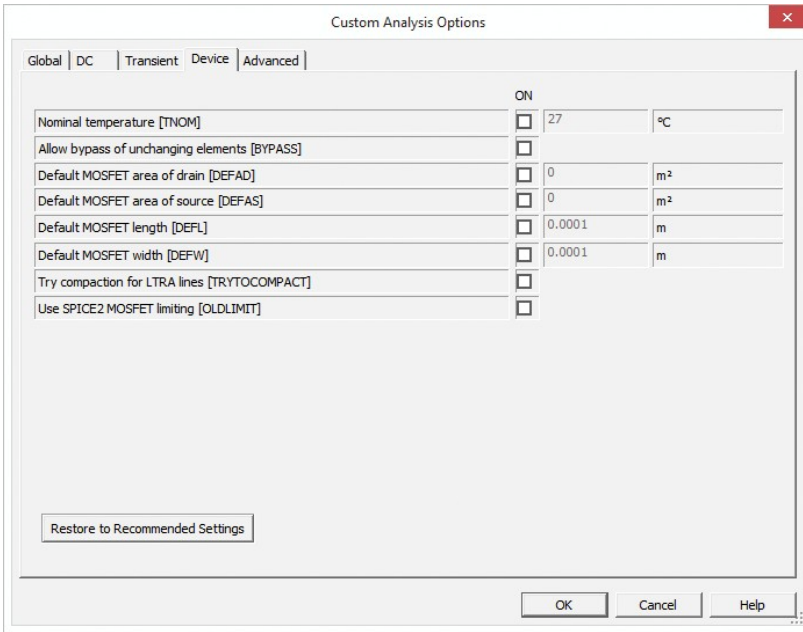 Custom Analysis Options
Global DC Transient Device Advanced
ON
Nominal temperature [TNOM] 27 °C
Allow bypass of unchanging elements [BYPASS]
Default MOSFET area of drain [DEFAD] 0 m²
Default MOSFET area of source [DEFAS] 0 m²
Default MOSFET length [DEFL] 0.0001 m
Default MOSFET width [DEFW] 0.0001 m
Try compaction for LTRA lines [TRYTOCOMPACT]
Use SPICE2 MOSFET limiting [OLDLIMIT]
Restore to Recommended Settings
OK Cancel Help